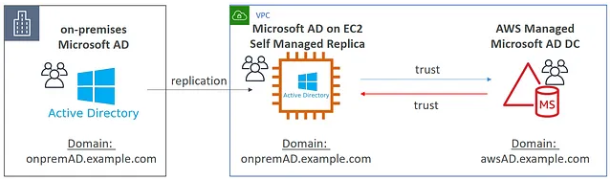 on-premises
Microsoft AD
Active Directory
Domain:
onpremAD.example.com
replication
VPC
Microsoft AD on EC2
Self Managed Replica
Active Directory
Domain:
onpremAD.example.com
trust
trust
AWS Managed
Microsoft AD DC
MS
Domain:
awsAD.example.com